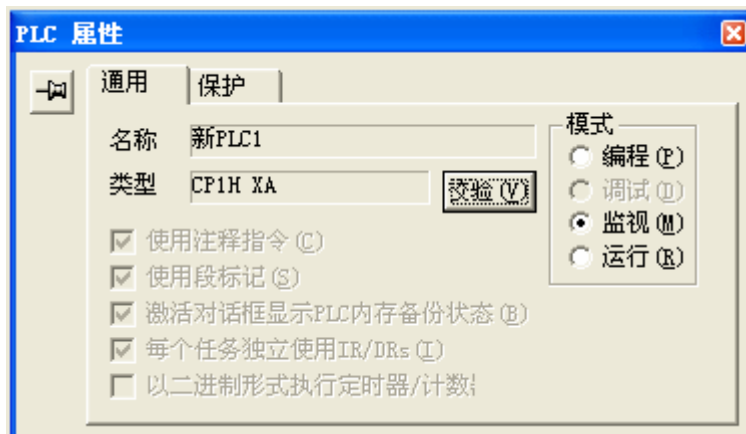 PLC 属性
通用 保护
名称 新PLC1
类型 CP1H XA 校验(V)
模式
编程(P)
调试(D)
监视(M)
运行(R)
使用注释指令(C)
使用段标记(S)
激活对话框显示PLC内存备份状态(B)
每个任务独立使用IR/DRs(I)
以二进制形式执行定时器/计数